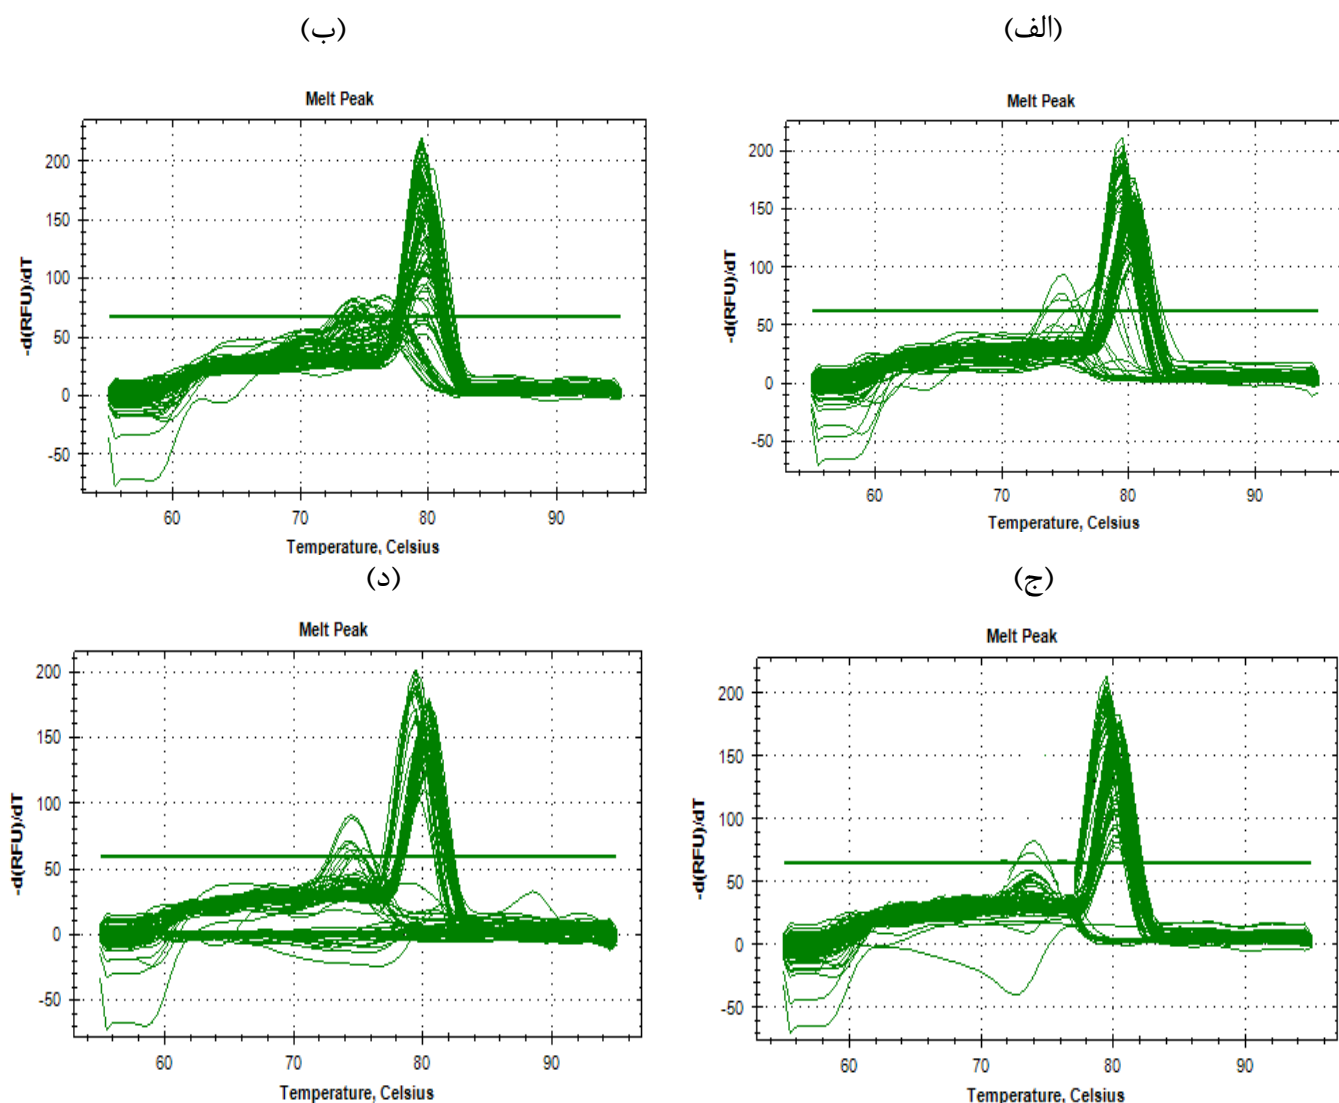 (الف)
(ب)
Melt Peak
200
150
100
50
0
-50
-d(RFU)/dT
60
70
80
90
Temperature, Celsius
Melt Peak
200
150
100
50
0
-50
-d(RFU)/dT
60
70
80
90
Temperature, Celsius
(ج)
(د)
Melt Peak
200
150
100
50
0
-50
-d(RFU)/dT
60
70
80
90
Temperature, Celsius
Melt Peak
200
150
100
50
0
-50
-d(RFU)/dT
60
70
80
90
Temperature, Celsius